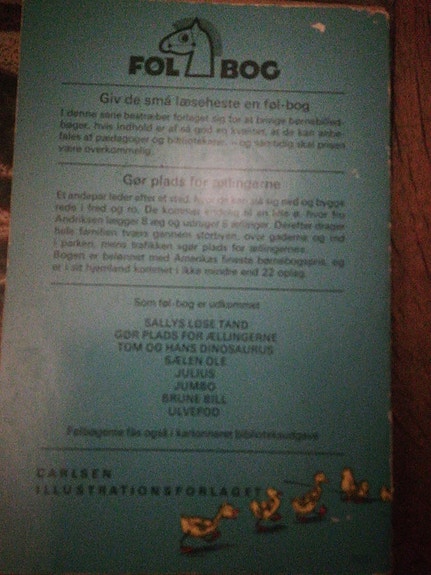 FØL BOG
Giv de små læseheste en føl-bog
I denne serie bestræber forlaget sig for at bringe børnebilled-
bøger, hvis indhold er af så god en kvalitet, at de kan anbe-
fales af pædagoger og bibliotekarer, - og samtidig skal prisen
være overkommelig.
Gør plads for ællingerne
Et andepar leder efter et sted, hvor de kan slå sig ned og bygge
rede i fred og ro. De kommer endelig til en lille ø, hvor fru
Andriksen lægger 8 æg og udruger 8 ællinger. Derefter drager
hele familien tværs gennem storbyen, over gaderne og ind
i parken, mens trafikken »gør plads for ællingerne«.
Bogen er belønnet med Amerikas fineste børnebogspris, og
er i sit hjemland kommet i ikke mindre end 22 oplag.
Som føl-bog er udkommet
SALLYS LØSE TAND
GØR PLADS FOR ÆLLINGERNE
TOM OG HANS DINOSAURUS
SÆLEN OLE
JULIUS
JUMBO
BRUNE BILL
ULVEFOD
Følbøgerne fås også i kartonneret biblioteksudgave
CARLSEN
ILLUSTRATIONSFORLAGET